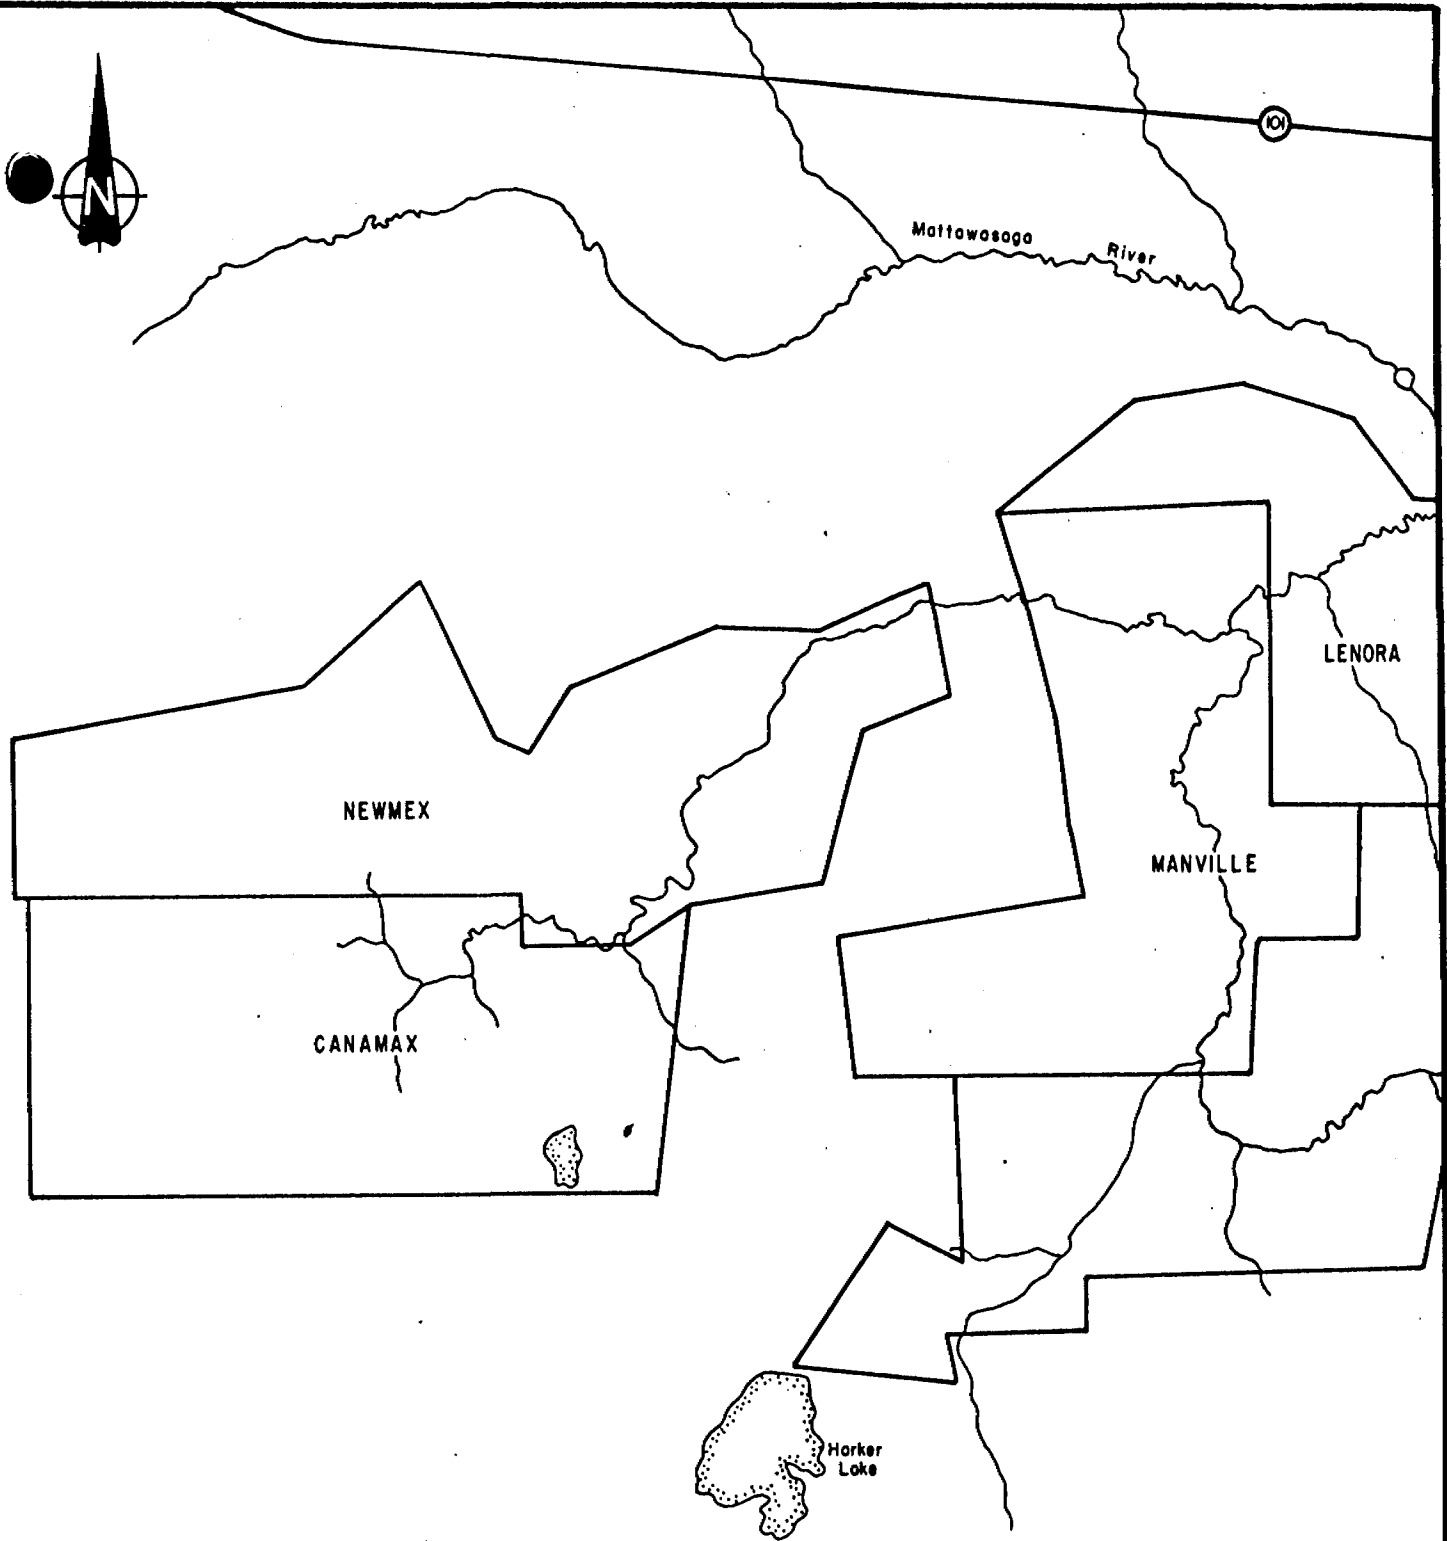 101
N
Mattawasaga
River
LENORA
NEWMEX
MANVILLE
CANAMAX
Horker
Lake